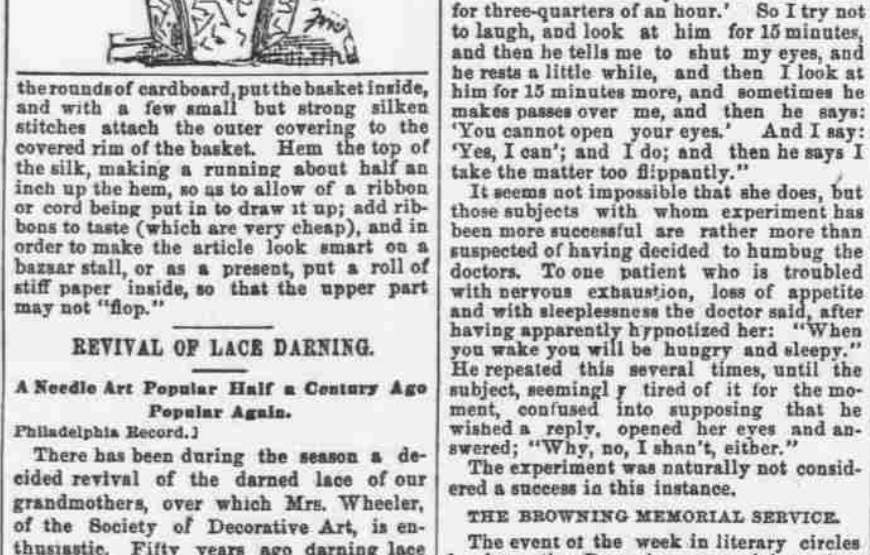 the rounds of cardboard, put the basket inside,
and with a few small but strong silken
stitches attach the outer covering to the
covered rim of the basket. Hem the top of
the silk, making a running about half an
inch up the hem, so as to allow of a ribbon
or cord being put in to draw it up; add rib-
bons to taste (which are very cheap), and in
order to make the article look smart on a
bazaar stall, or as a present, put a roll of
stiff paper inside, so that the upper part
may not "flop."
REVIVAL OF LACE DARNING.
A Needle Art Popular Half a Century Ago
Popular Again.
Philadelphia Record.]
There has been during the season a de-
cided revival of the darned lace of our
grandmothers, over which Mrs. Wheeler,
of the Society of Decorative Art, is en-
thusiastic. Fifty years ago darning lace
for three-quarters of an hour.' So I try not
to laugh, and look at him for 15 minutes,
and then he tells me to shut my eyes, and
he rests a little while, and then I look at
him for 15 minutes more, and sometimes he
makes passes over me, and then he says:
'You cannot open your eyes.' And I say:
'Yes, I can'; and I do; and then he says I
take the matter too flippantly."
It seems not impossible that she does, but
those subjects with whom experiment has
been more successful are rather more than
suspected of having decided to humbug the
doctors. To one patient who is troubled
with nervous exhaustion, loss of appetite
and with sleeplessness the doctor said, after
having apparently hypnotized her: "When
you wake you will be hungry and sleepy."
He repeated this several times, until the
subject, seemingly tired of it for the mo-
ment, confused into supposing that he
wished a reply, opened her eyes and an-
swered; "Why, no, I shan't, either."
The experiment was naturally not consid-
ered a success in this instance.
THE BROWNING MEMORIAL SERVICE.
The event of the week in literary circles